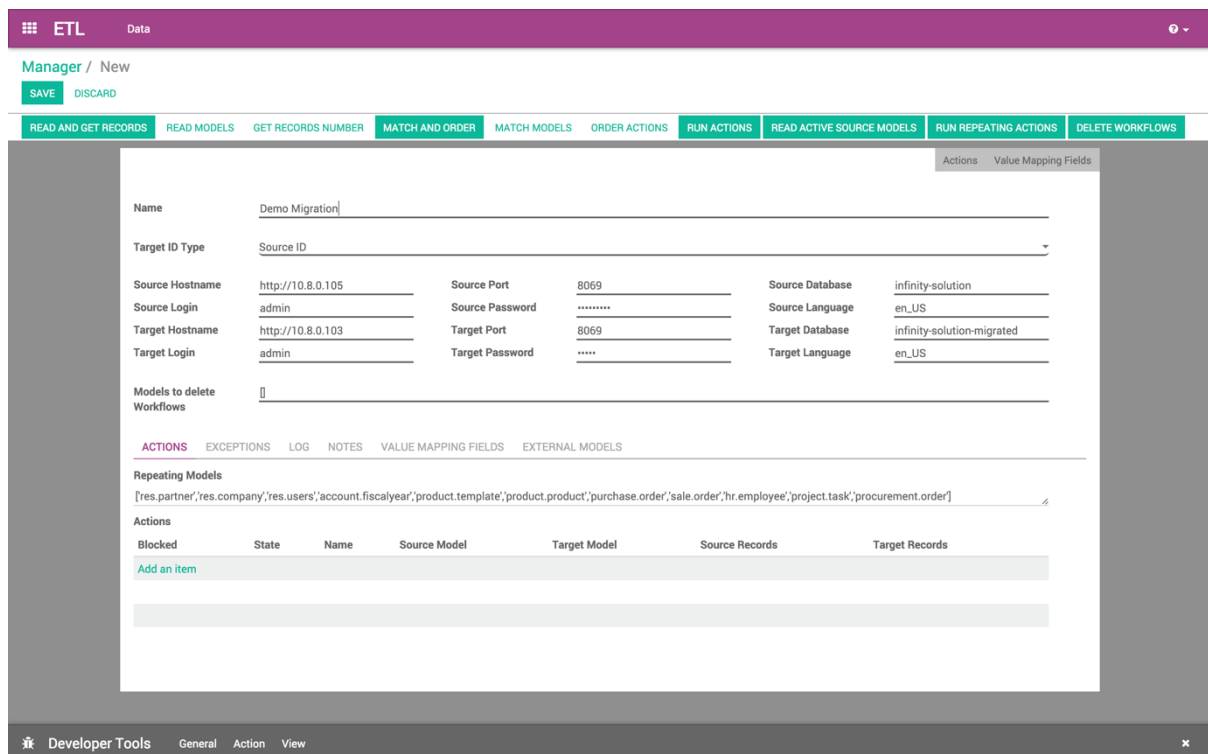 ETL Data
Manager / New
SAVE DISCARD
READ AND GET RECORDS READ MODELS GET RECORDS NUMBER MATCH AND ORDER MATCH MODELS ORDER ACTIONS RUN ACTIONS READ ACTIVE SOURCE MODELS RUN REPEATING ACTIONS DELETE WORKFLOWS
Actions Value Mapping Fields
Name Demo Migration
Target ID Type Source ID
Source Hostname http://10.8.0.105 Source Port 8069 Source Database infinity-solution
Source Login admin Source Password ········· Source Language en_US
Target Hostname http://10.8.0.103 Target Port 8069 Target Database infinity-solution-migrated
Target Login admin Target Password ····· Target Language en_US
Models to delete
Workflows []
ACTIONS EXCEPTIONS LOG NOTES VALUE MAPPING FIELDS EXTERNAL MODELS
Repeating Models
['res.partner','res.company','res.users','account.fiscalyear','product.template','product.product','purchase.order','sale.order','hr.employee','project.task','procurement.order']
Actions
Blocked State Name Source Model Target Model Source Records Target Records
Add an item
Developer Tools General Action View